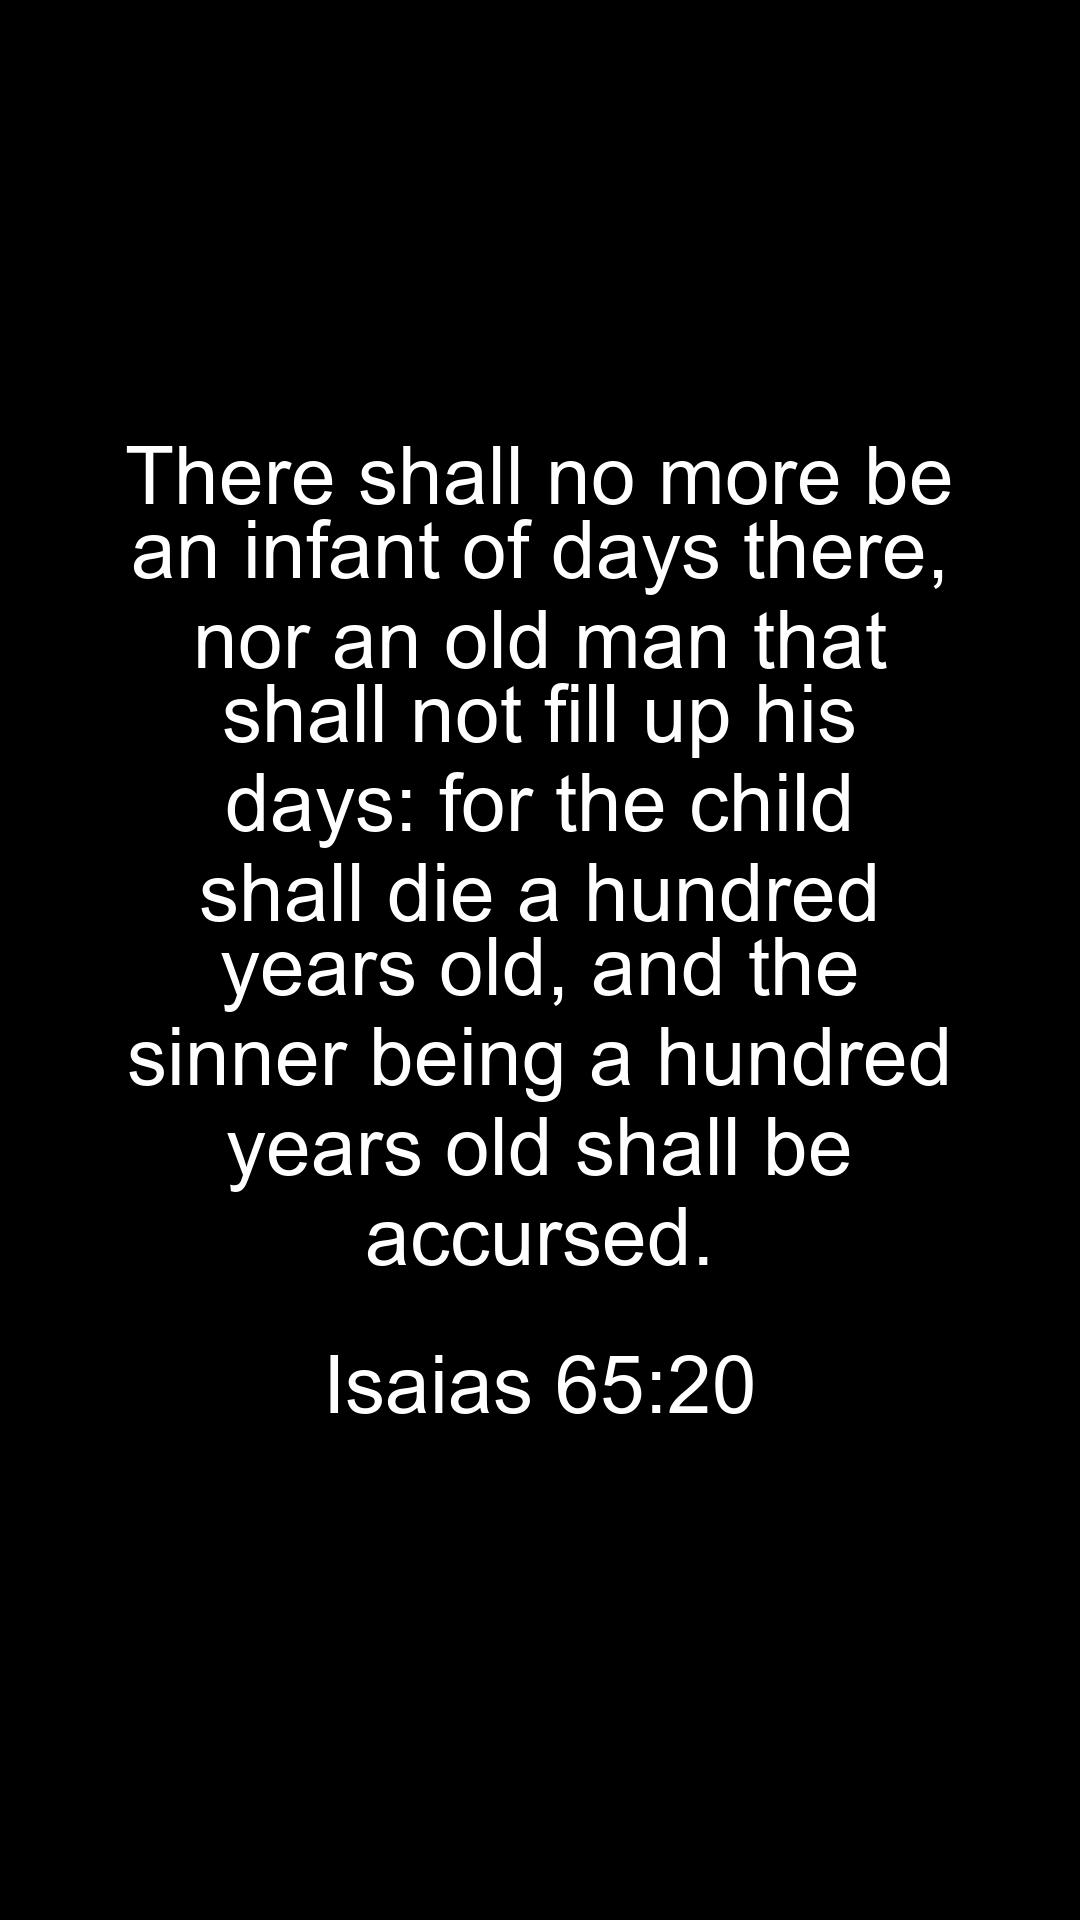 There shall no more be
an infant of days there,
nor an old man that
shall not fill up his
days: for the child
shall die a hundred
years old, and the
sinner being a hundred
years old shall be
accursed.
Isaias 65:20